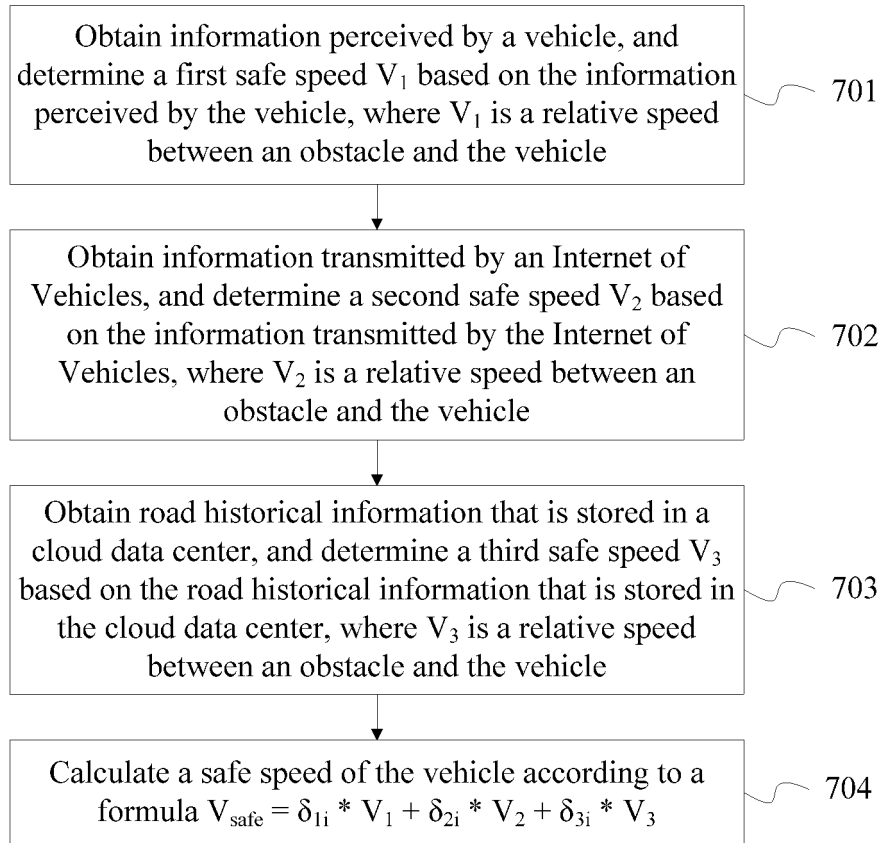 Obtain information perceived by a vehicle, and
determine a first safe speed V₁ based on the information
perceived by the vehicle, where V₁ is a relative speed
between an obstacle and the vehicle
701
Obtain information transmitted by an Internet of
Vehicles, and determine a second safe speed V₂ based
on the information transmitted by the Internet of
Vehicles, where V₂ is a relative speed between an
obstacle and the vehicle
702
Obtain road historical information that is stored in a
cloud data center, and determine a third safe speed V₃
based on the road historical information that is stored in
the cloud data center, where V₃ is a relative speed
between an obstacle and the vehicle
703
Calculate a safe speed of the vehicle according to a
formula V_safe = δ₁ᵢ * V₁ + δ₂ᵢ * V₂ + δ₃ᵢ * V₃
704